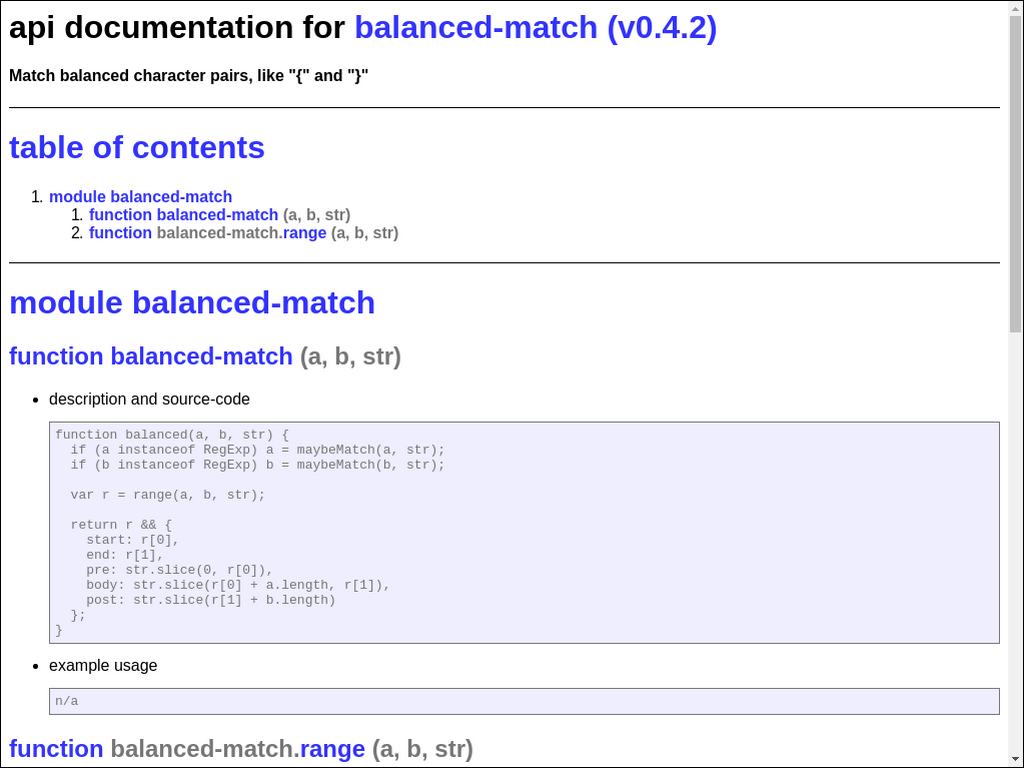 api documentation for balanced-match (v0.4.2)
Match balanced character pairs, like "{" and "}"
table of contents
1. module balanced-match
1. function balanced-match (a, b, str)
2. function balanced-match.range (a, b, str)
module balanced-match
function balanced-match (a, b, str)
• description and source-code
function balanced(a, b, str) {
  if (a instanceof RegExp) a = maybeMatch(a, str);
  if (b instanceof RegExp) b = maybeMatch(b, str);
  var r = range(a, b, str);
  return r && {
    start: r[0],
    end: r[1],
    pre: str.slice(0, r[0]),
    body: str.slice(r[0] + a.length, r[1]),
    post: str.slice(r[1] + b.length)
  };
}
• example usage
n/a
function balanced-match.range (a, b, str)